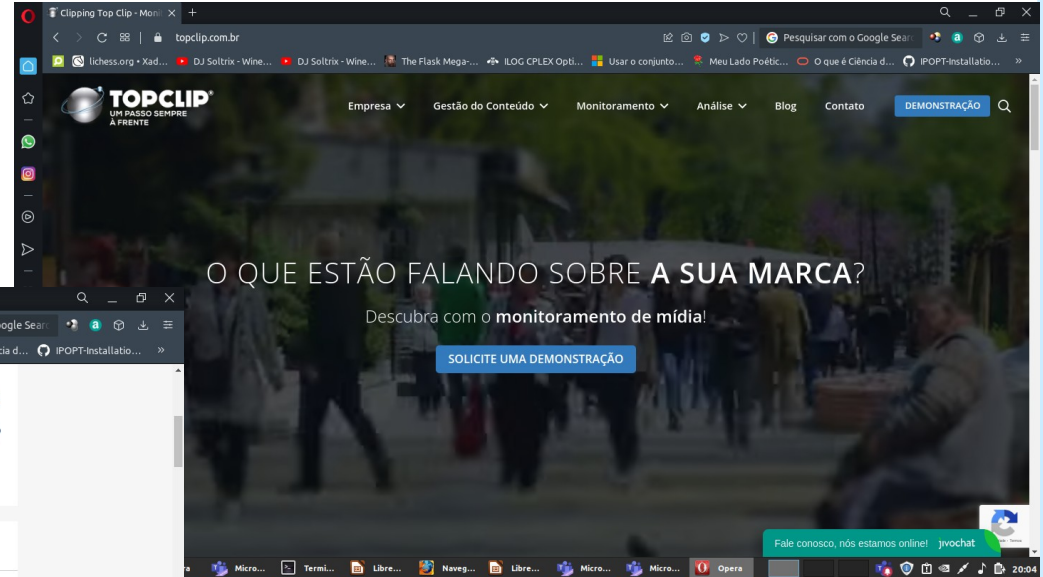 Clipping Top Clip - Moni
topclip.com.br
Pesquisar com o Google Sear
lichess.org • Xad...
DJ Soltrix - Wine...
DJ Soltrix - Wine...
The Flask Mega-...
ILOG CPLEX Opti...
Usar o conjunto...
Meu Lado Poétic...
O que é Ciência d...
IPOPT-Installatio...
»
TOPCLIP®
UM PASSO SEMPRE
À FRENTE
Empresa
Gestão do Conteúdo
Monitoramento
Análise
Blog
Contato
DEMONSTRAÇÃO
O QUE ESTÃO FALANDO SOBRE A SUA MARCA?
Descubra com o monitoramento de mídia!
SOLICITE UMA DEMONSTRAÇÃO
oogle Sear
cia d...
IPOPT-Installatio...
»
Fale conosco, nós estamos online! jivochat
Micro...
Termi...
Libre...
Naveg...
Libre...
Micro...
Micro...
Opera
20:04